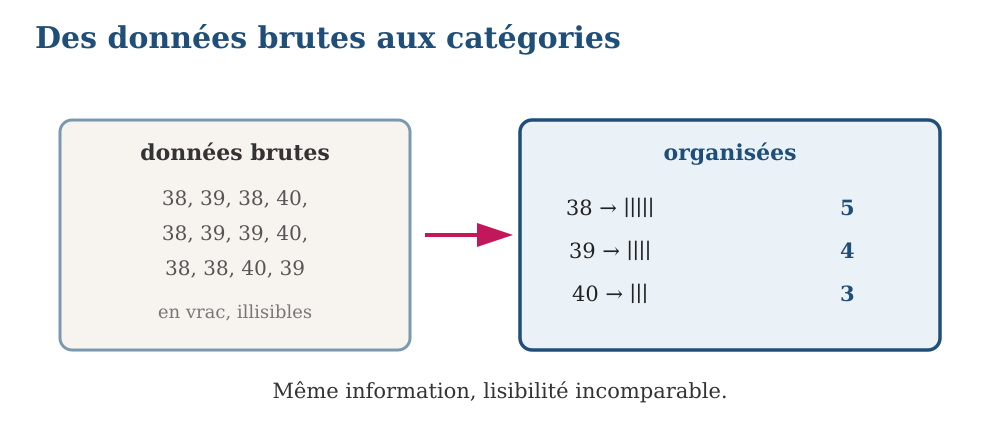 Des données brutes aux catégories
données brutes
38, 39, 38, 40,
38, 39, 39, 40,
38, 38, 40, 39
en vrac, illisibles
organisées
38 → ||||| 5
39 → |||| 4
40 → ||| 3
Même information, lisibilité incomparable.